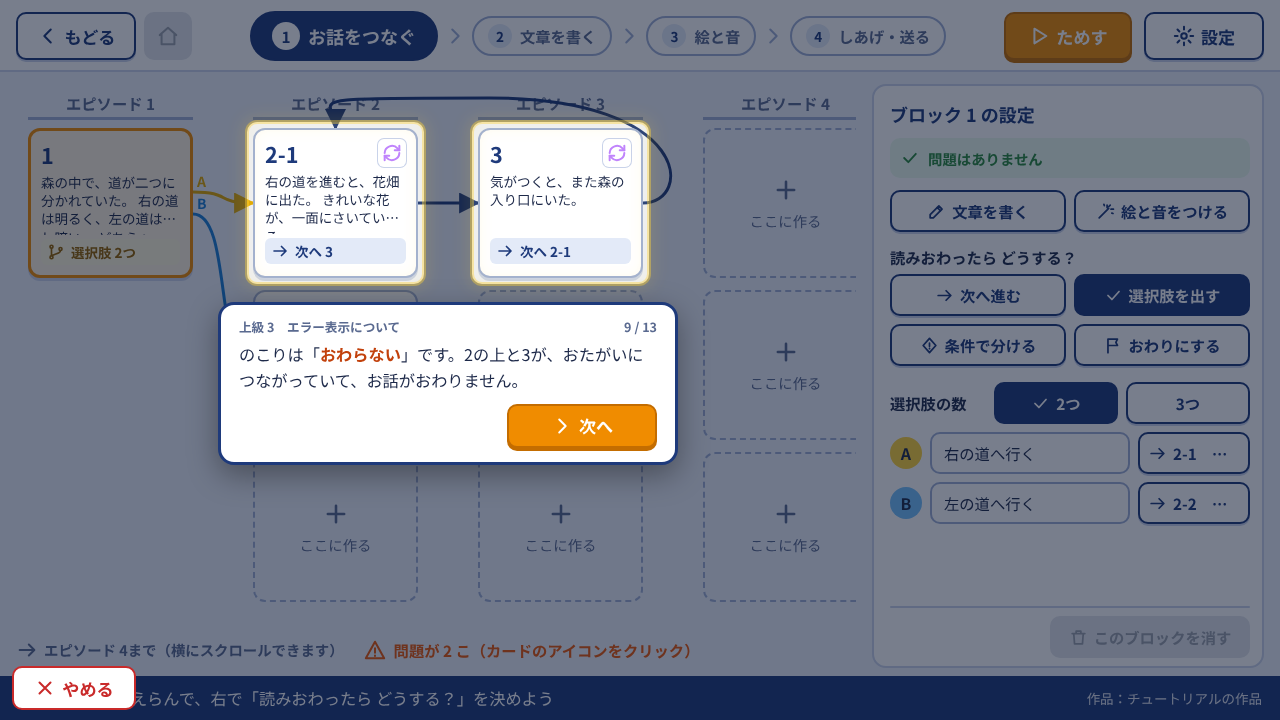 もどる
1 お話をつなぐ
2 文章を書く
3 絵と音
4 しあげ・送る
ためす
設定
エピソード 1
エピソード 2
エピソード 3
エピソード 4
1
森の中で、道が二つに
分かれていた。 右の道
は明るく、左の道は…
選択肢 2つ
A
B
2-1
右の道を進むと、花畑
に出た。 きれいな花
が、一面にさいてい…
次へ 3
3
気がつくと、また森の
入り口にいた。
次へ 2-1
ここに作る
ここに作る
ここに作る
ここに作る
ここに作る
上級 3 エラー表示について
9 / 13
のこりは「おわらない」です。2の上と3が、おたがいに
つながっていて、お話がおわりません。
次へ
ブロック 1 の設定
問題はありません
文章を書く
絵と音をつける
読みおわったら どうする？
次へ進む
選択肢を出す
条件で分ける
おわりにする
選択肢の数
2つ
3つ
A 右の道へ行く
2-1 …
B 左の道へ行く
2-2 …
このブロックを消す
エピソード 4まで（横にスクロールできます）
問題が 2 こ（カードのアイコンをクリック）
やめる
えらんで、右で「読みおわったら どうする？」を決めよう
作品：チュートリアルの作品